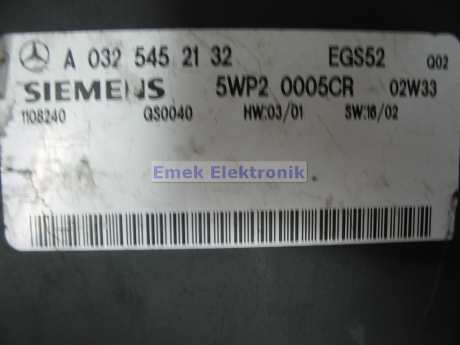 A 032 545 21 32 EGS52 Q02
SIEMENS 5WP2 0005CR 02W33
1108240 QS0040 HW:03/01 SW:16/02
Emek Elektronik